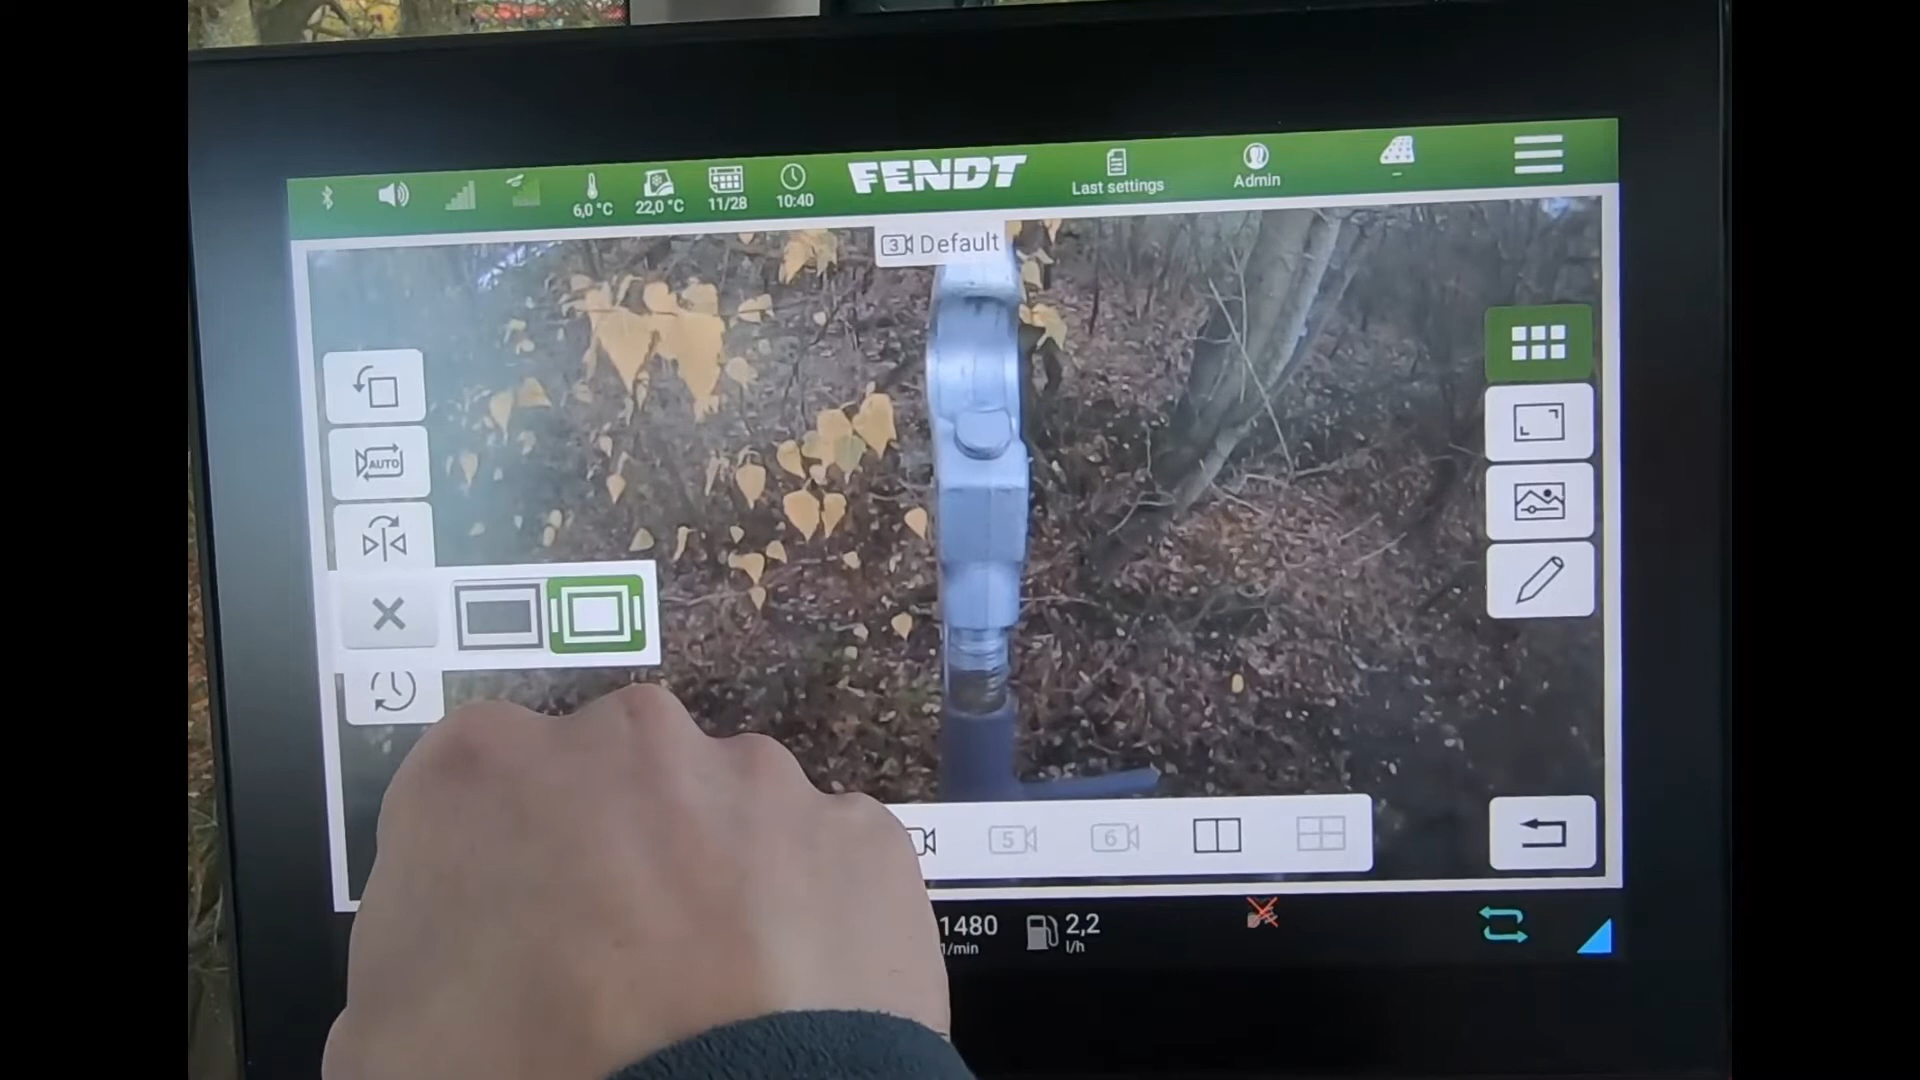 6,0 °C
22,0 °C
11/28
10:40
FENDT
Last settings
Admin
3 Default
AUTO
5
6
1480
1/min
2,2
l/h